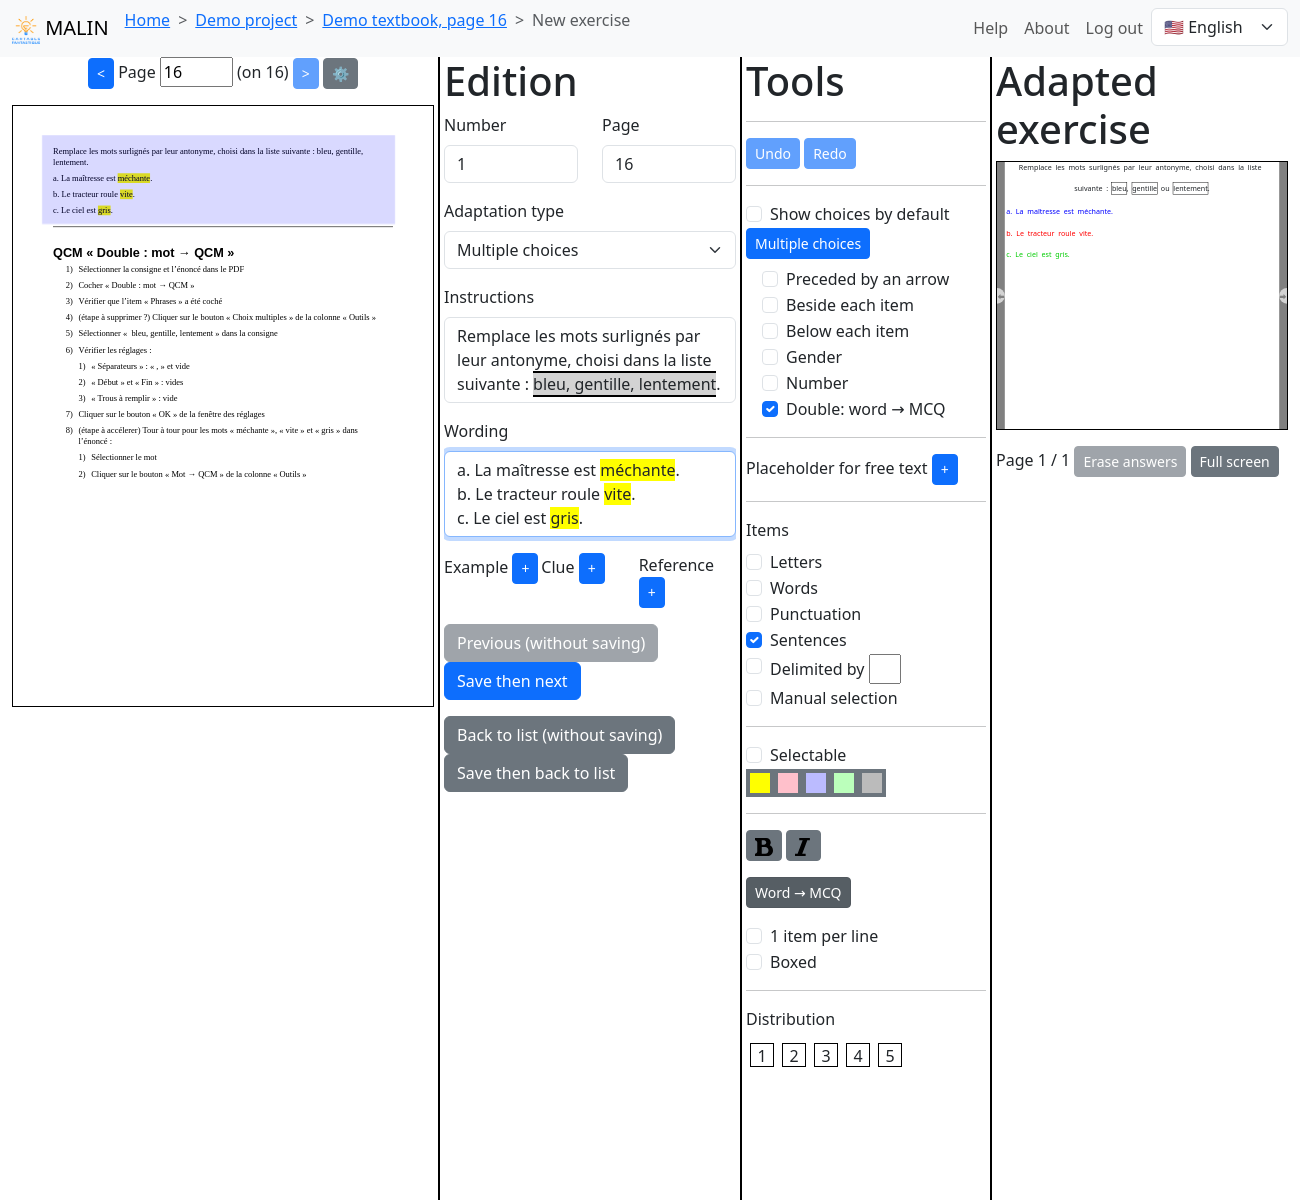 MALIN
Home > Demo project > Demo textbook, page 16 > New exercise
Help About Log out 🇺🇸 English
< Page 16 (on 16) > ⚙️
Remplace les mots surlignés par leur antonyme, choisi dans la liste suivante : bleu, gentille,
lentement.
a. La maîtresse est méchante.
b. Le tracteur roule vite.
c. Le ciel est gris.
QCM « Double : mot → QCM »
1) Sélectionner la consigne et l’énoncé dans le PDF
2) Cocher « Double : mot → QCM »
3) Vérifier que l’item « Phrases » a été coché
4) (étape à supprimer ?) Cliquer sur le bouton « Choix multiples » de la colonne « Outils »
5) Sélectionner « bleu, gentille, lentement » dans la consigne
6) Vérifier les réglages :
1) « Séparateurs » : « , » et vide
2) « Début » et « Fin » : vides
3) « Trous à remplir » : vide
7) Cliquer sur le bouton « OK » de la fenêtre des réglages
8) (étape à accélerer) Tour à tour pour les mots « méchante », « vite » et « gris » dans
l’énoncé :
1) Sélectionner le mot
2) Cliquer sur le bouton « Mot → QCM » de la colonne « Outils »
Edition
Number Page
1 16
Adaptation type
Multiple choices
Instructions
Remplace les mots surlignés par
leur antonyme, choisi dans la liste
suivante : bleu, gentille, lentement.
Wording
a. La maîtresse est méchante.
b. Le tracteur roule vite.
c. Le ciel est gris.
Example + Clue + Reference
+
Previous (without saving)
Save then next
Back to list (without saving)
Save then back to list
Tools
Undo Redo
Show choices by default
Multiple choices
Preceded by an arrow
Beside each item
Below each item
Gender
Number
Double: word → MCQ
Placeholder for free text +
Items
Letters
Words
Punctuation
Sentences
Delimited by
Manual selection
Selectable
B I
Word → MCQ
1 item per line
Boxed
Distribution
1 2 3 4 5
Adapted
exercise
Remplace les mots surlignés par leur antonyme, choisi dans la liste
suivante : bleu, gentille ou lentement.
a. La maîtresse est méchante.
b. Le tracteur roule vite.
c. Le ciel est gris.
Page 1 / 1 Erase answers Full screen